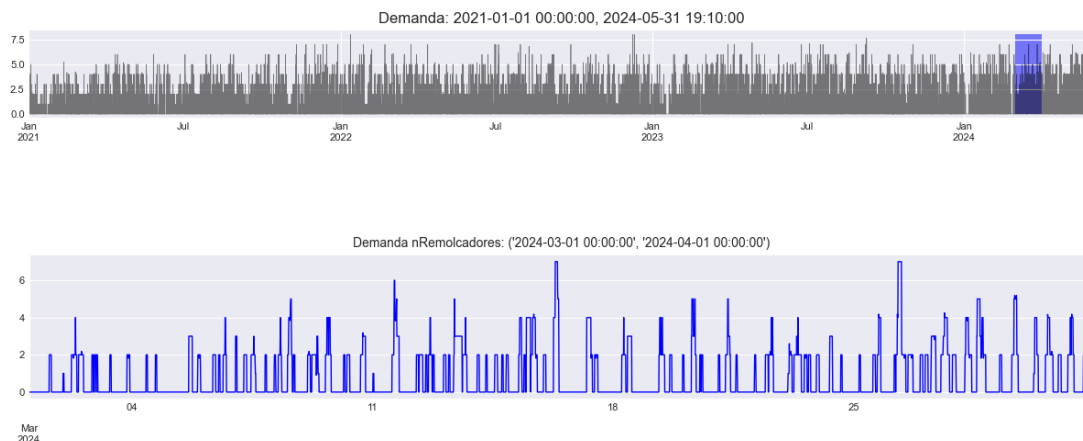 Demanda: 2021-01-01 00:00:00, 2024-05-31 19:10:00
7.5
5.0
2.5
0.0
Jan Jul Jan Jul Jan Jul Jan
2021 2022 2023 2024
Demanda nRemolcadores: ('2024-03-01 00:00:00', '2024-04-01 00:00:00')
6
4
2
0
04 11 18 25
Mar
2024